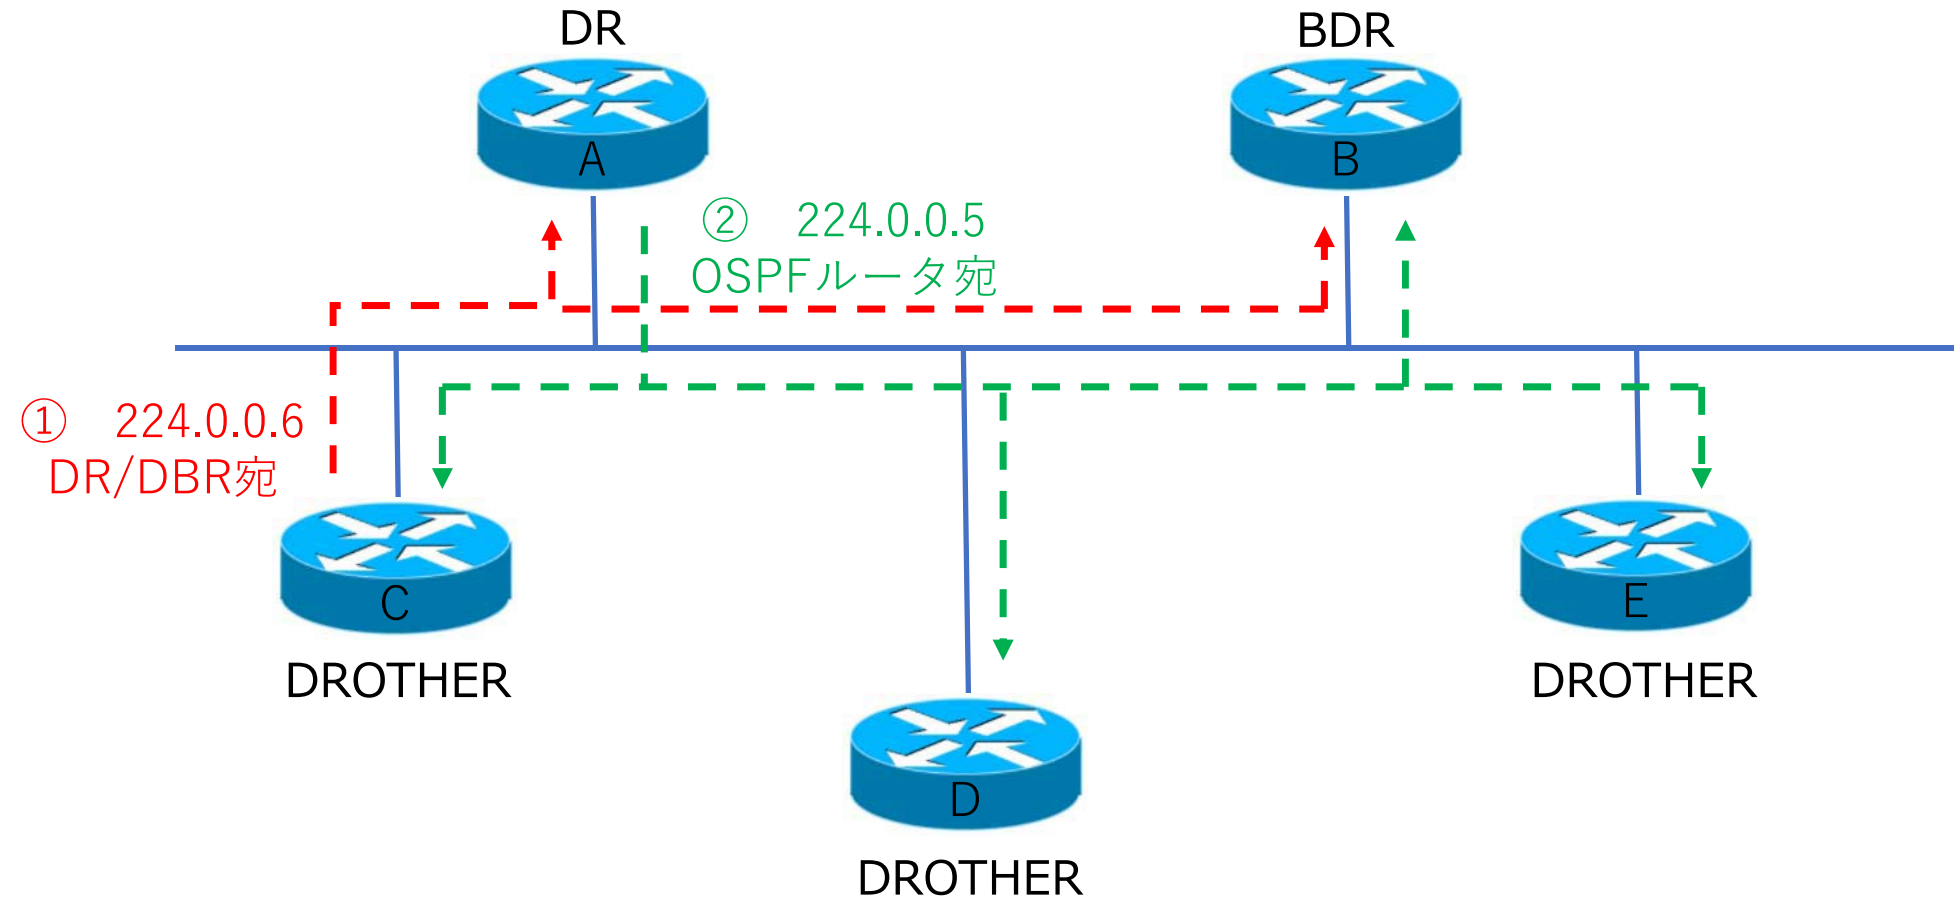 DR
BDR
A
B
② 224.0.0.5
OSPFルータ宛
① 224.0.0.6
DR/DBR宛
C
E
DROTHER
DROTHER
D
DROTHER